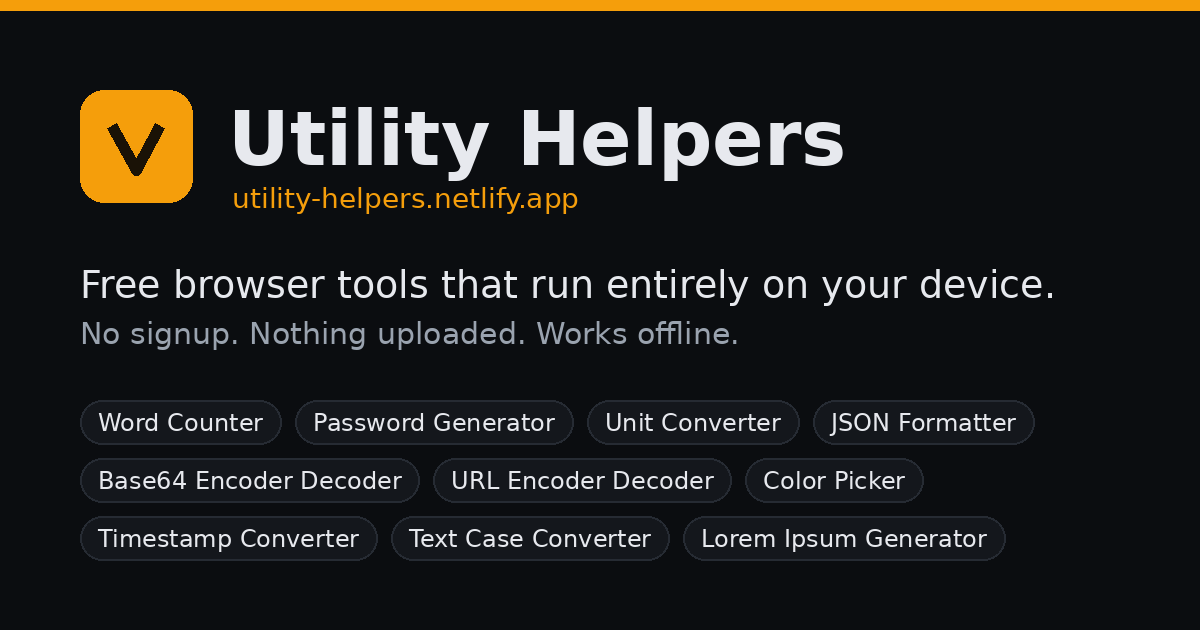 Utility Helpers
utility-helpers.netlify.app
Free browser tools that run entirely on your device.
No signup. Nothing uploaded. Works offline.
Word Counter Password Generator Unit Converter JSON Formatter
Base64 Encoder Decoder URL Encoder Decoder Color Picker
Timestamp Converter Text Case Converter Lorem Ipsum Generator